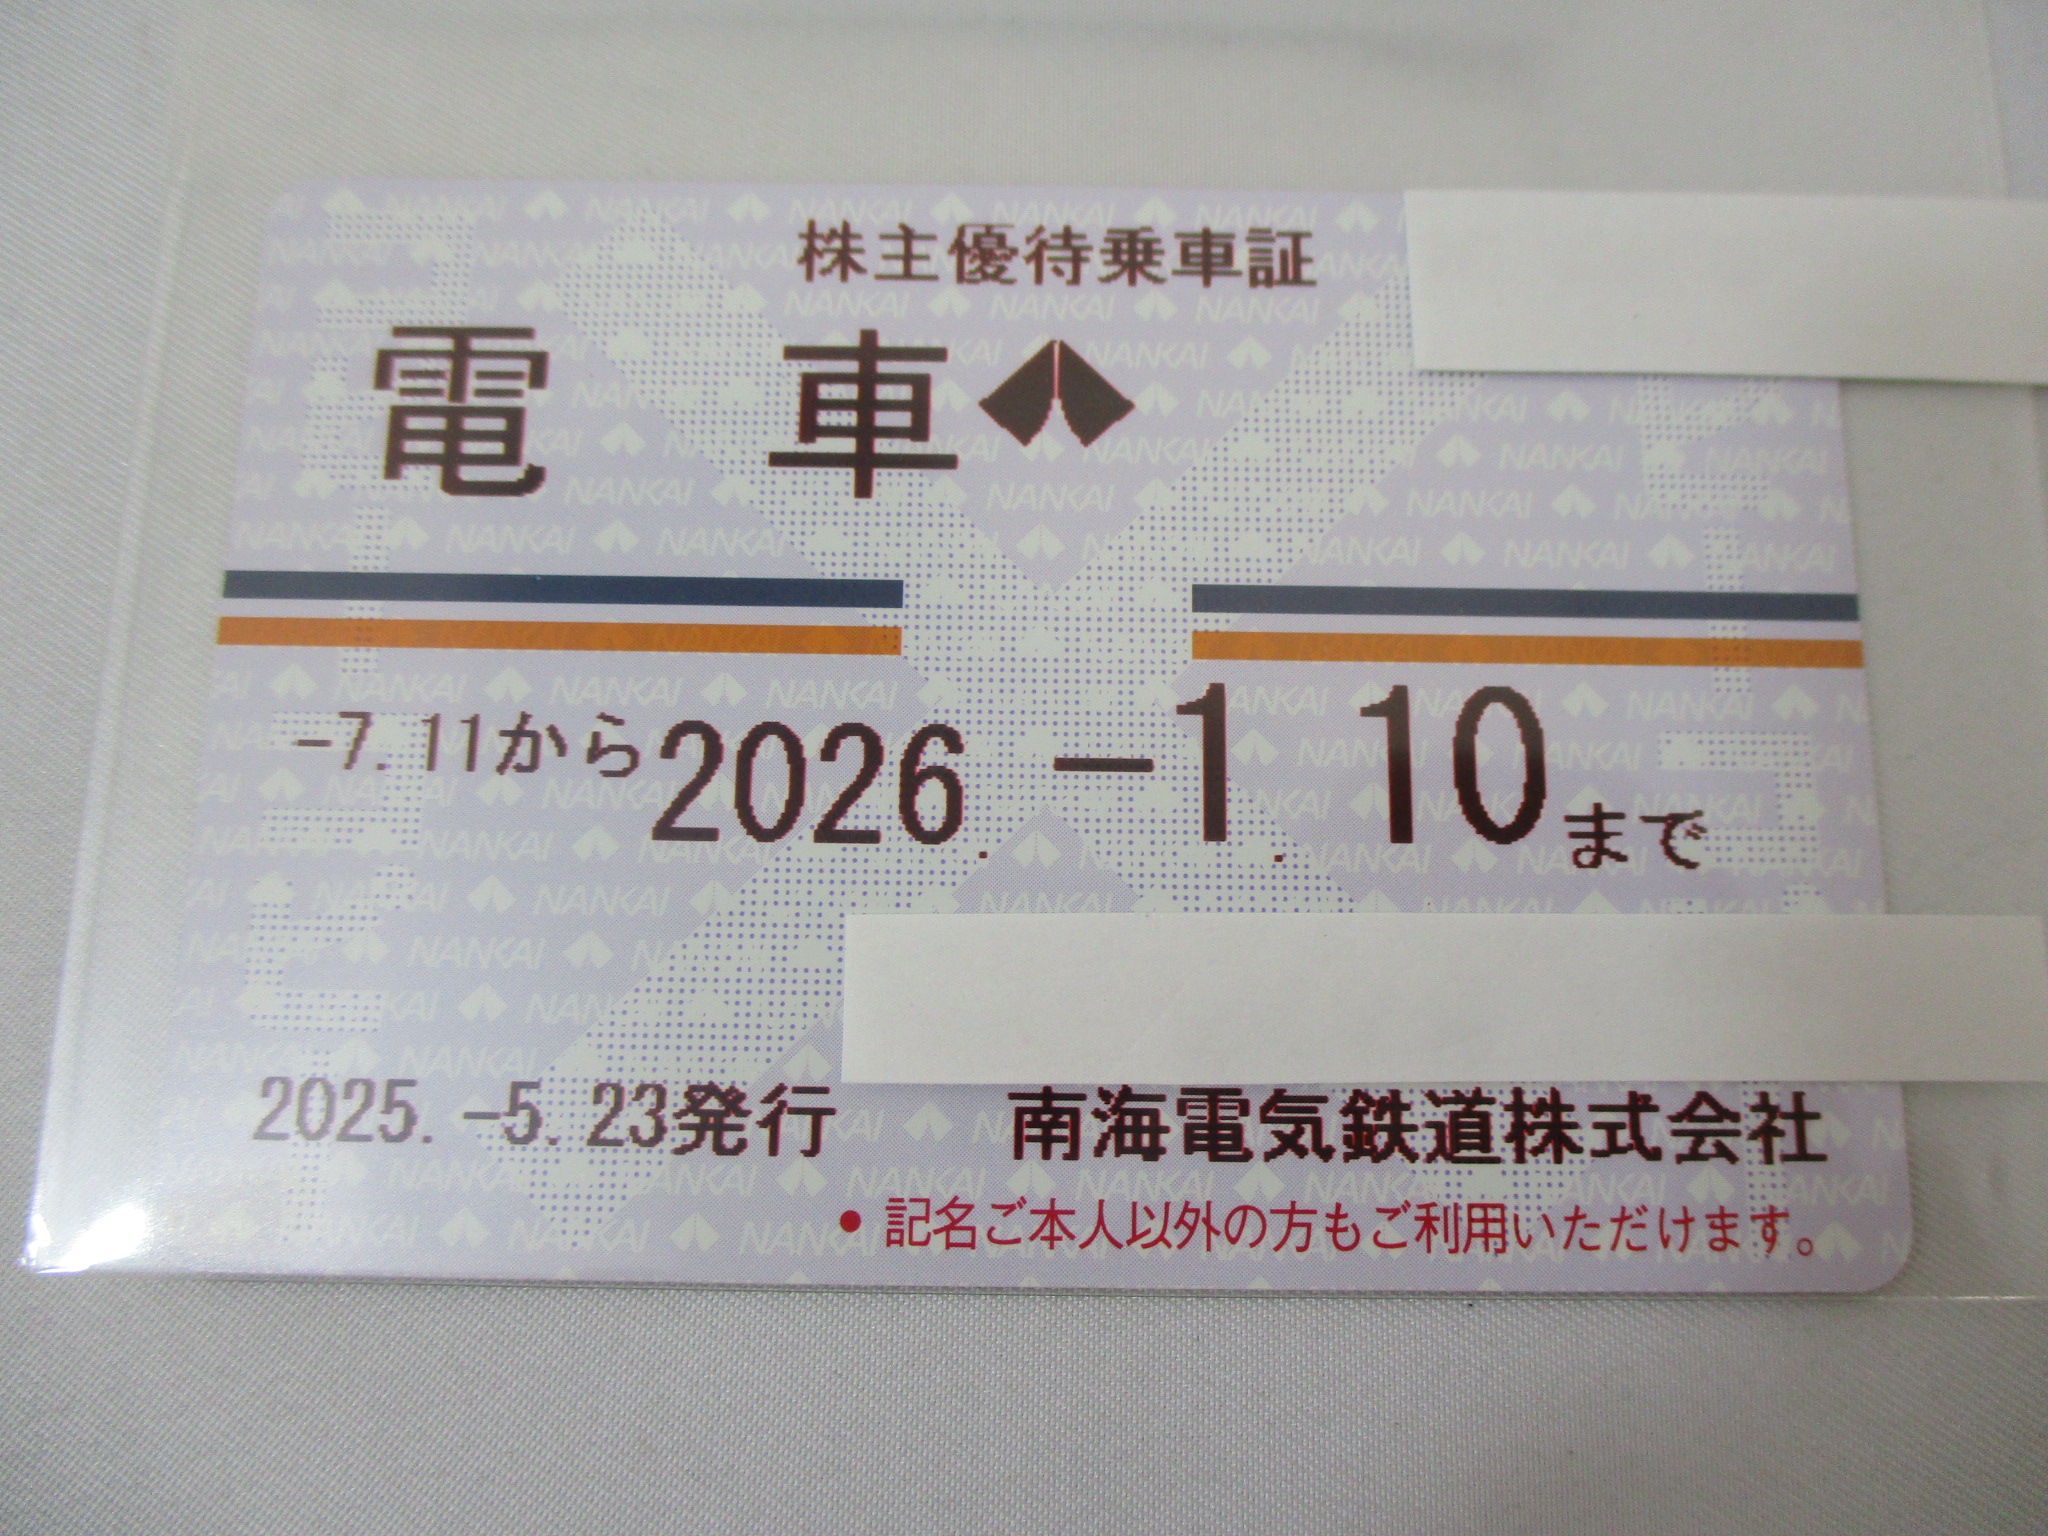 株主優待乗車証
電車
-7.11から2026.-1.10まで
2025.-5.23発行
南海電気鉄道株式会社
•記名ご本人以外の方もご利用いただけます。
NANKAI